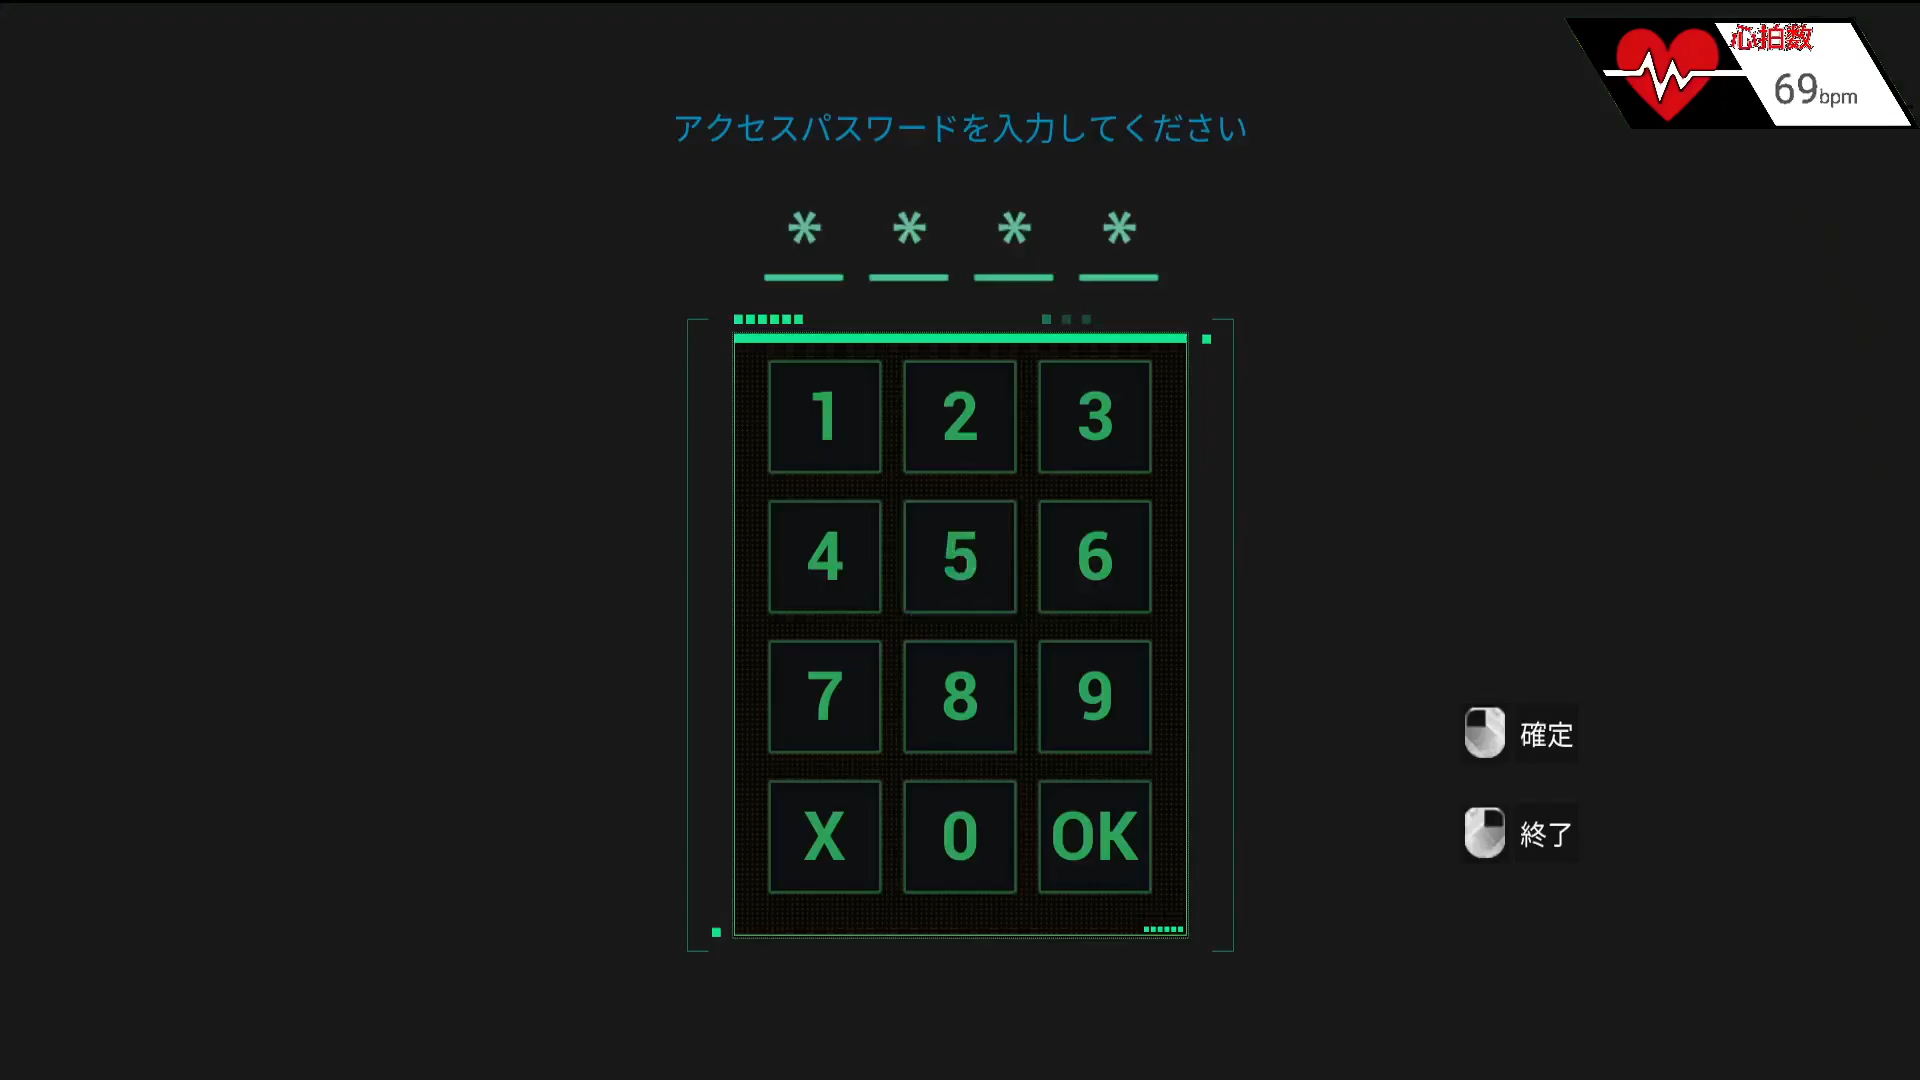 心拍数
69bpm
アクセスパスワードを入力してください
* * * *
1 2 3
4 5 6
7 8 9
X 0 OK
確定
終了